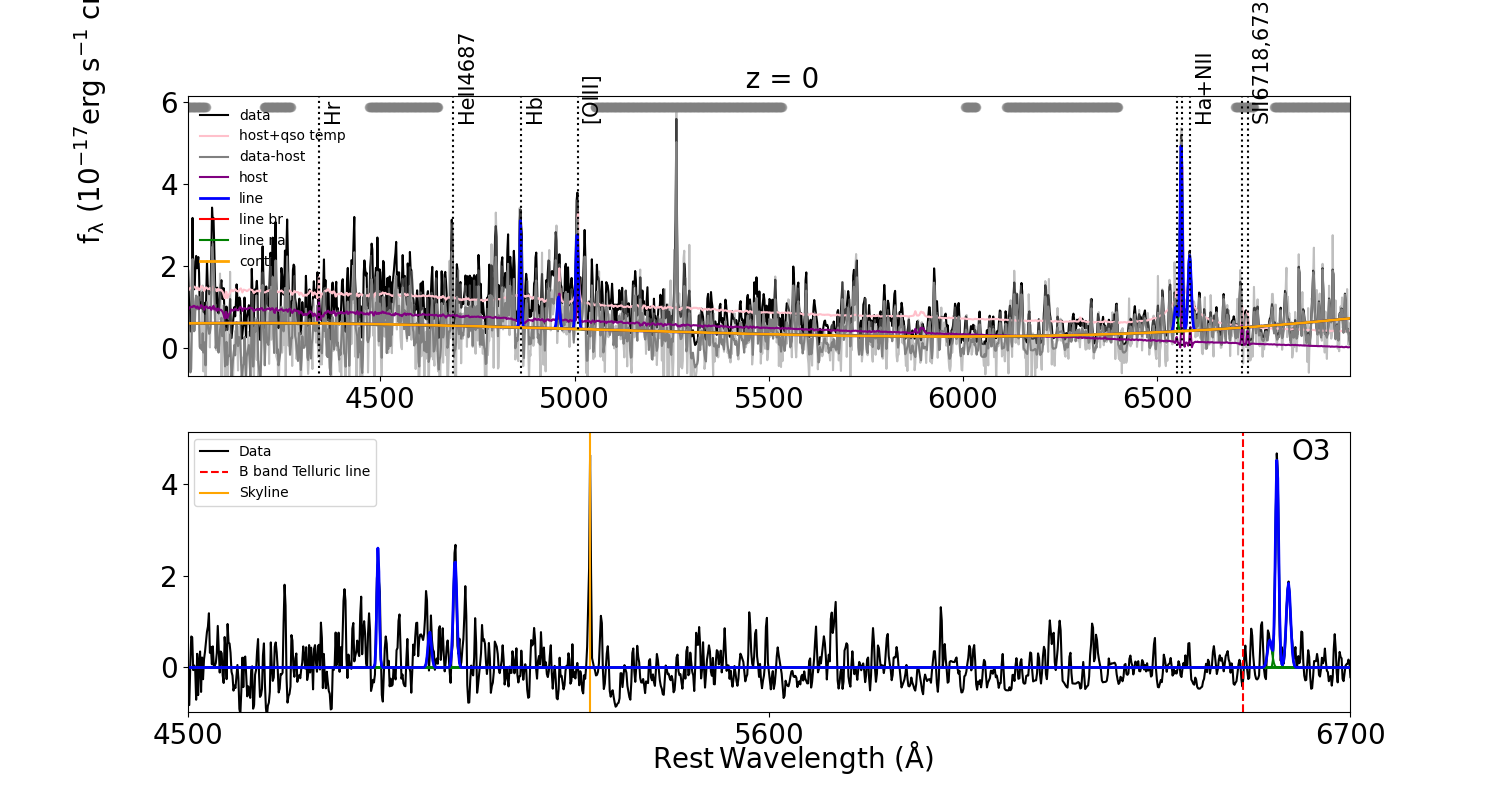 z = 0
f_λ (10^{−17}erg s^{−1} c
Hr
HeII4687
Hb
[OIII]
Ha+NII
SII6718,673
data
host+qso temp
data-host
host
line
line br
line na
conti
6
4
2
0
4500
5000
5500
6000
6500
O3
Data
B band Telluric line
Skyline
4
2
0
4500
5600
6700
Rest Wavelength (Å)